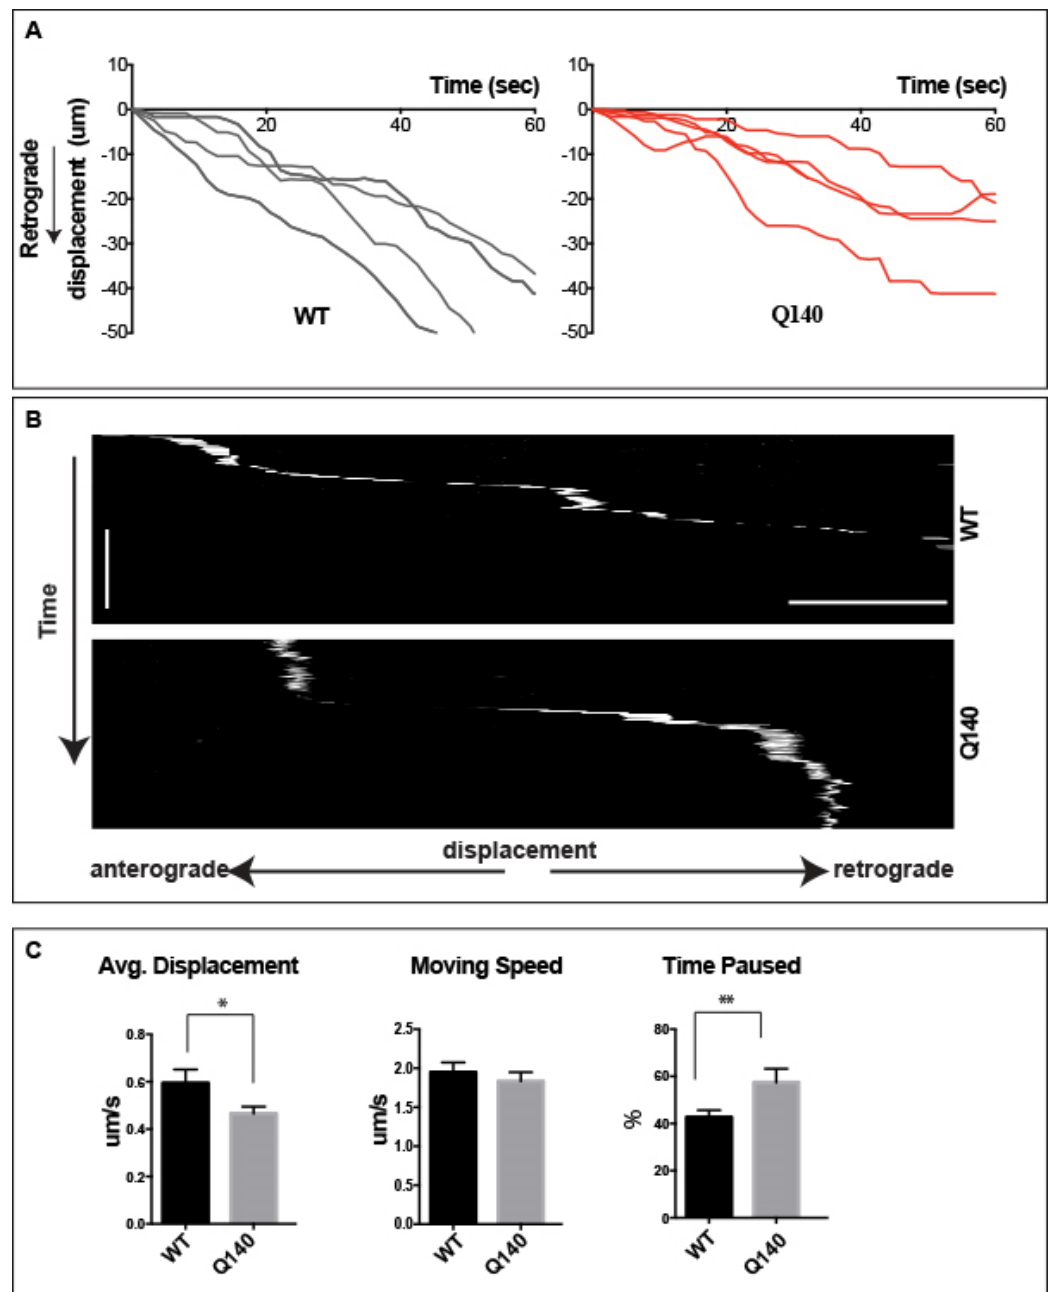 A
Time (sec)
Time (sec)
10
0
-10
-20
-30
-40
-50
20
40
60
Retrograde
displacement (um)
WT
10
0
-10
-20
-30
-40
-50
20
40
60
Q140
B
Time
WT
Q140
displacement
anterograde
retrograde
C
Avg. Displacement
Moving Speed
Time Paused
*
**
0.8
0.6
0.4
0.2
0.0
um/s
WT
Q140
2.5
2.0
1.5
1.0
0.5
0.0
um/s
WT
Q140
80
60
40
20
0
%
WT
Q140